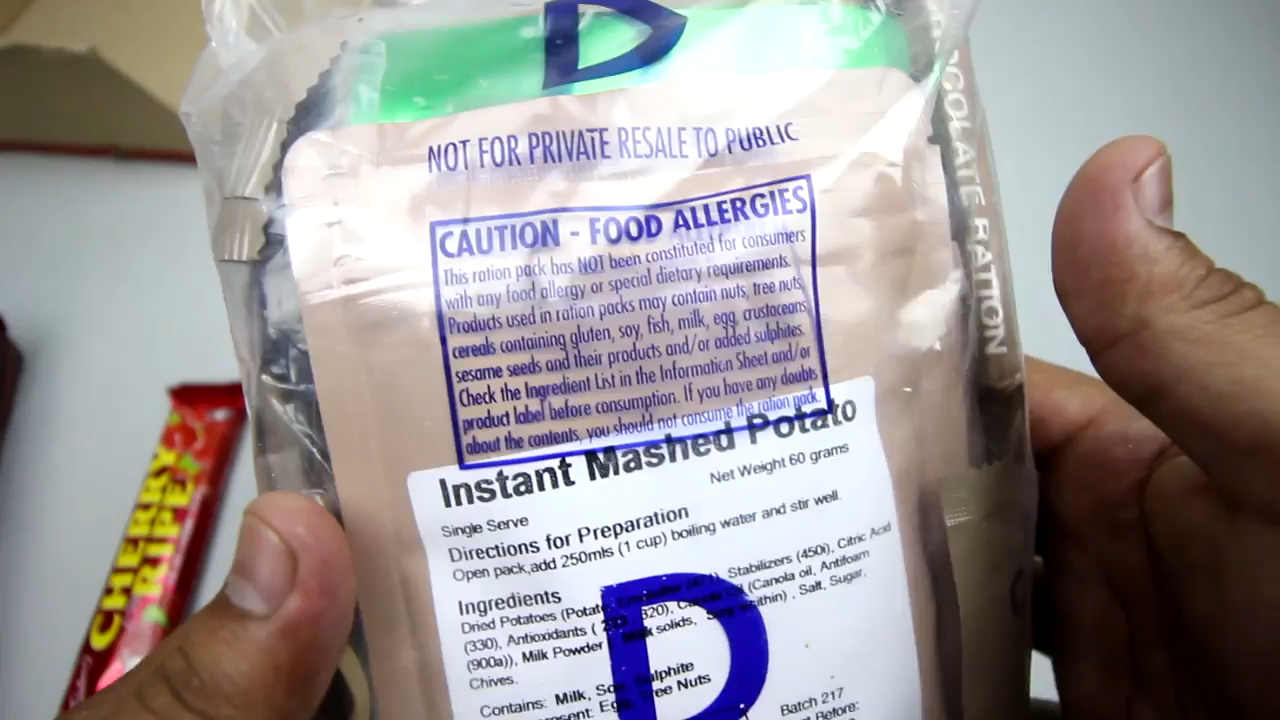 D
NOT FOR PRIVATE RESALE TO PUBLIC
CAUTION - FOOD ALLERGIES
This ration pack has NOT been constituted for consumers
with any food allergy or special dietary requirements.
Products used in ration packs may contain nuts, tree nuts,
cereals containing gluten, soy, fish, milk, egg, crustaceans,
sesame seeds and their products and/or added sulphites.
Check the Ingredient List in the Information Sheet and/or
product label before consumption. If you have any doubts
about the contents, you should not consume the ration pack.
Instant Mashed Potato
Net Weight 60 grams
Single Serve
Directions for Preparation
Open pack,add 250mls (1 cup) boiling water and stir well.
Ingredients
Dried Potatoes (Potato, Stabilizers (450i), Citric Acid
(330), Antioxidants ( 320), (Canola oil, Antifoam
(900a)), Milk Powder solids, Salt, Sugar,
Chives.
Contains: Milk, Soy, Sulphite
Tree Nuts
Batch 217
Before:
D
RATION
CHERRY
RIPE